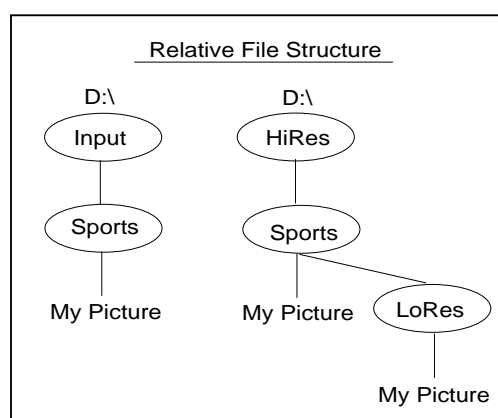 Relative File Structure
D:\ D:\
Input HiRes
Sports Sports
My Picture My Picture
LoRes
My Picture